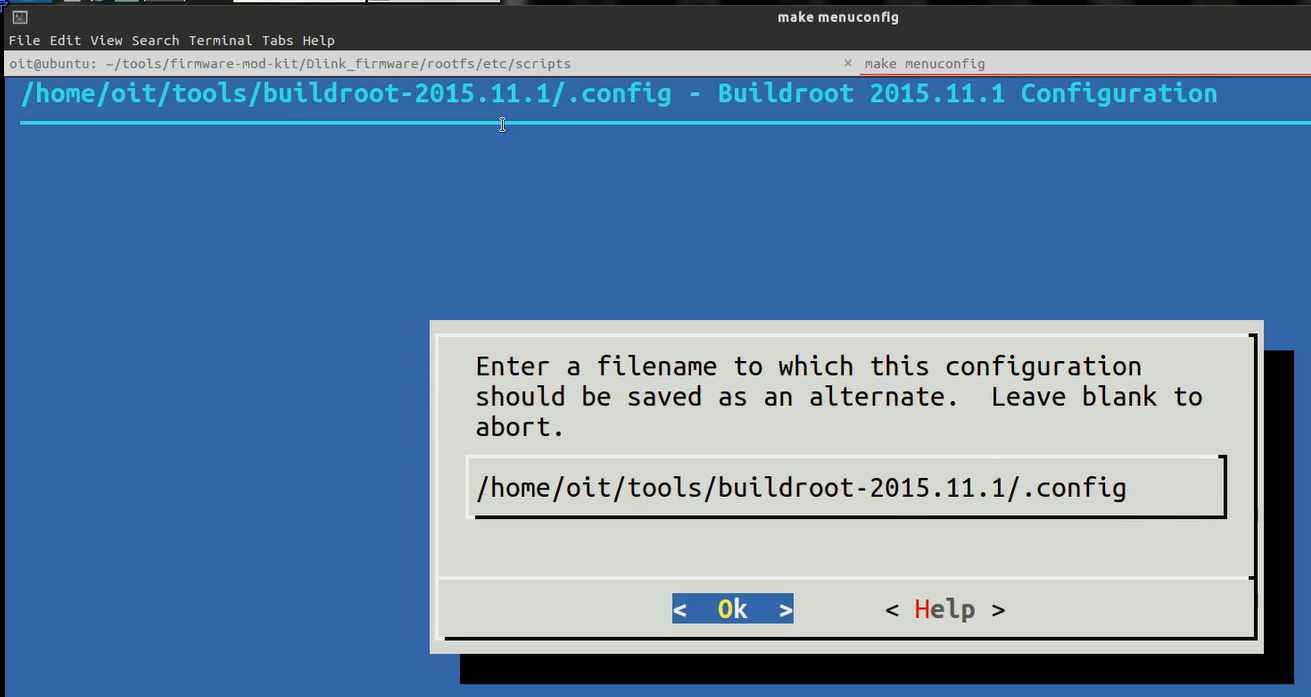 make menuconfig
File Edit View Search Terminal Tabs Help
oit@ubuntu: ~/tools/firmware-mod-kit/Dlink_firmware/rootfs/etc/scripts × make menuconfig
/home/oit/tools/buildroot-2015.11.1/.config - Buildroot 2015.11.1 Configuration
Enter a filename to which this configuration
should be saved as an alternate.  Leave blank to
abort.
/home/oit/tools/buildroot-2015.11.1/.config
<  Ok  > < Help >